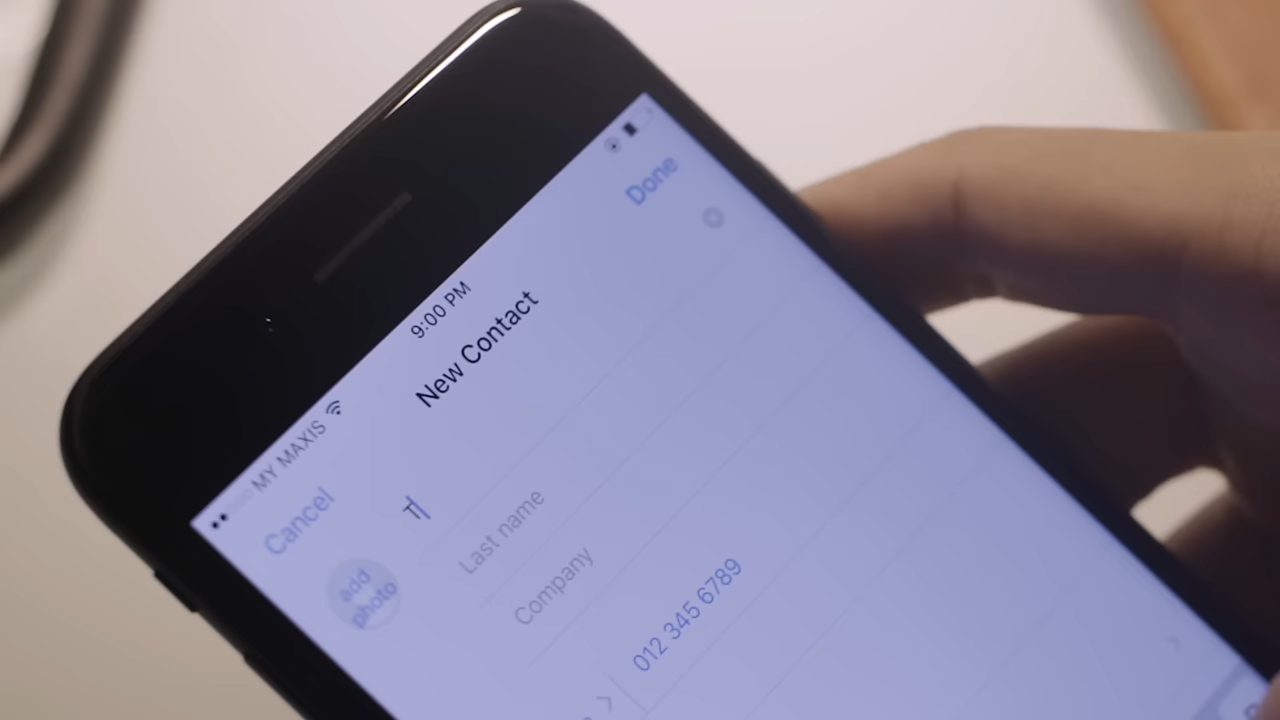 MY MAXIS 9:00 PM
Cancel New Contact Done
add
photo
T
Last name
Company
012 345 6789